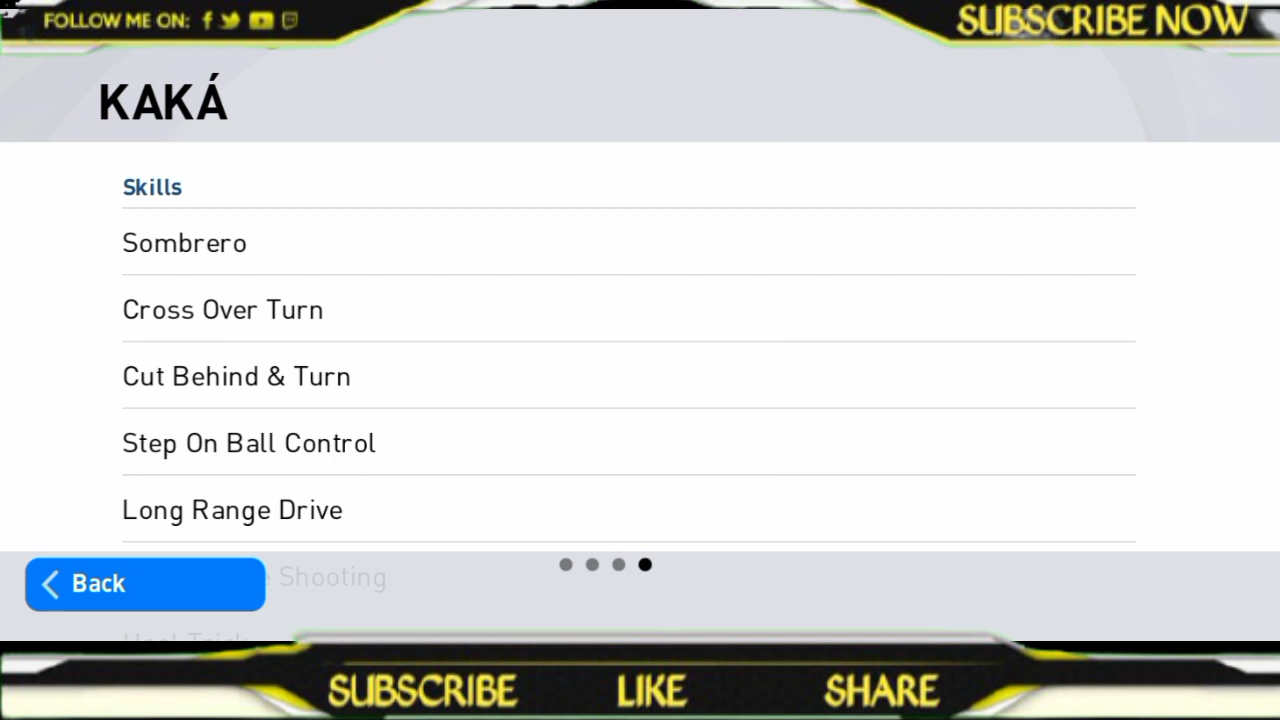 FOLLOW ME ON:
SUBSCRIBE NOW
KAKÁ
Skills
Sombrero
Cross Over Turn
Cut Behind & Turn
Step On Ball Control
Long Range Drive
Shooting
Back
SUBSCRIBE LIKE SHARE